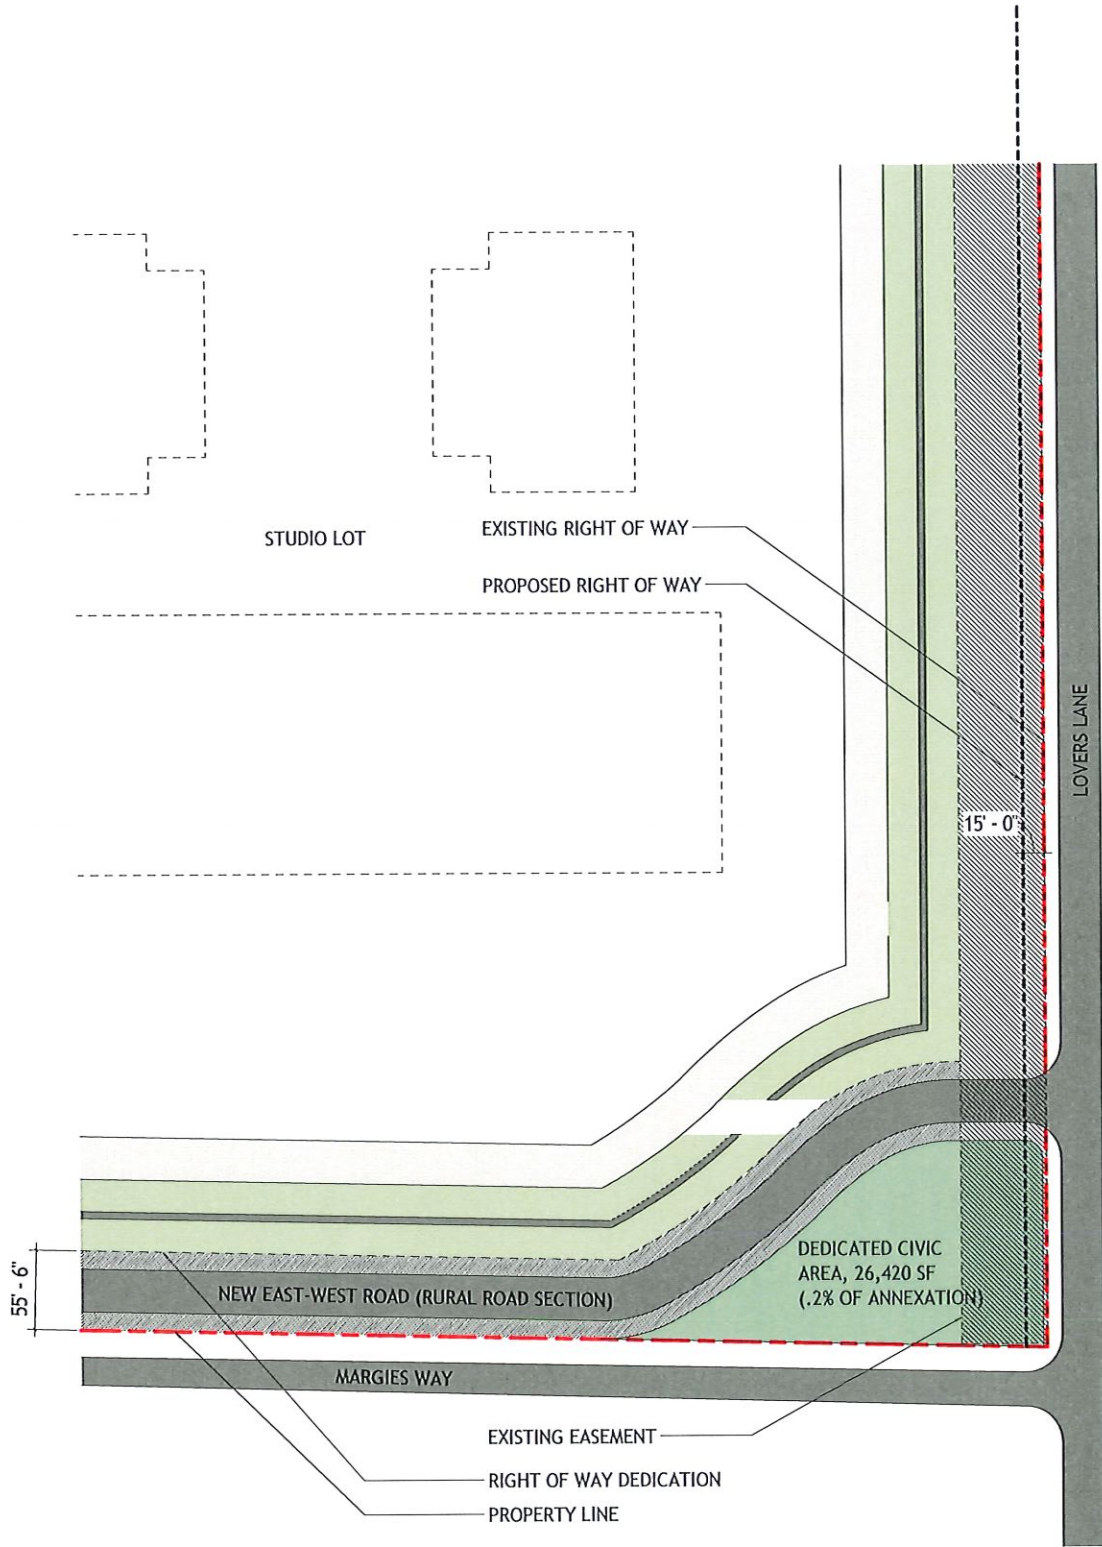 STUDIO LOT
EXISTING RIGHT OF WAY
PROPOSED RIGHT OF WAY
LOVERS LANE
15' - 0"
DEDICATED CIVIC
AREA, 26,420 SF
(.2% OF ANNEXATION)
55' - 6"
NEW EAST-WEST ROAD (RURAL ROAD SECTION)
MARGIES WAY
EXISTING EASEMENT
RIGHT OF WAY DEDICATION
PROPERTY LINE